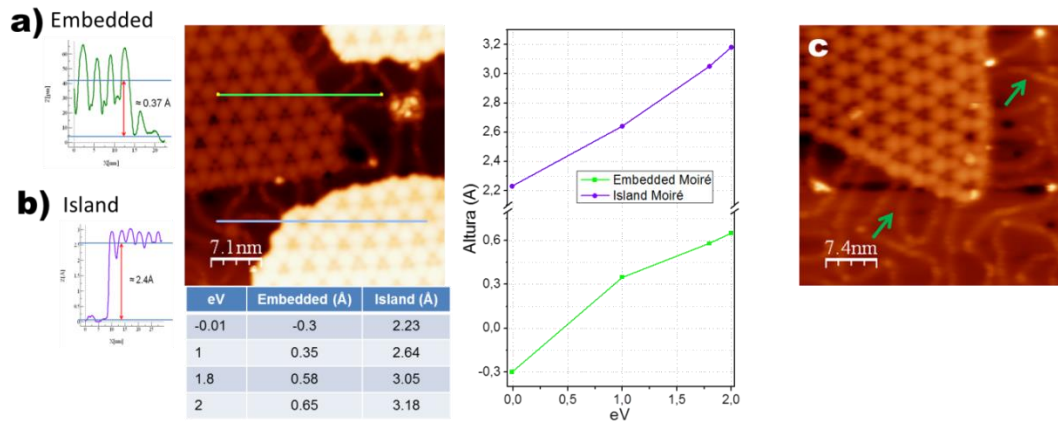 a) Embedded
≈ 0.37 Å
b) Island
≈ 2.4Å
7.1nm
eV Embedded (Å) Island (Å)
-0.01 -0.3 2.23
1 0.35 2.64
1.8 0.58 3.05
2 0.65 3.18
Altura (A)
3,2
3,0
2,8
2,6
2,4
2,2
0,6
0,3
0,0
-0,3
Embedded Moiré
Island Moiré
0,0 0,5 1,0 1,5 2,0
eV
c
7.4nm